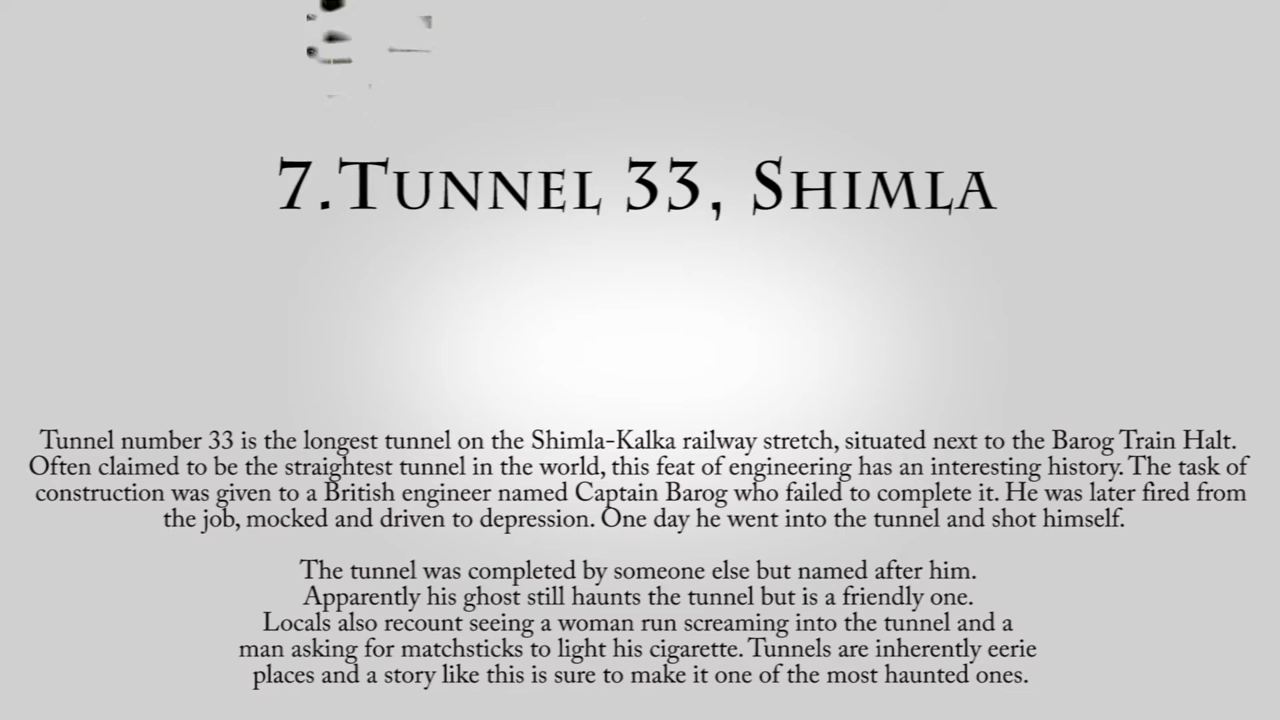 7.Tunnel 33, Shimla
Tunnel number 33 is the longest tunnel on the Shimla-Kalka railway stretch, situated next to the Barog Train Halt.
Often claimed to be the straightest tunnel in the world, this feat of engineering has an interesting history. The task of
construction was given to a British engineer named Captain Barog who failed to complete it. He was later fired from
the job, mocked and driven to depression. One day he went into the tunnel and shot himself.
The tunnel was completed by someone else but named after him.
Apparently his ghost still haunts the tunnel but is a friendly one.
Locals also recount seeing a woman run screaming into the tunnel and a
man asking for matchsticks to light his cigarette. Tunnels are inherently eerie
places and a story like this is sure to make it one of the most haunted ones.